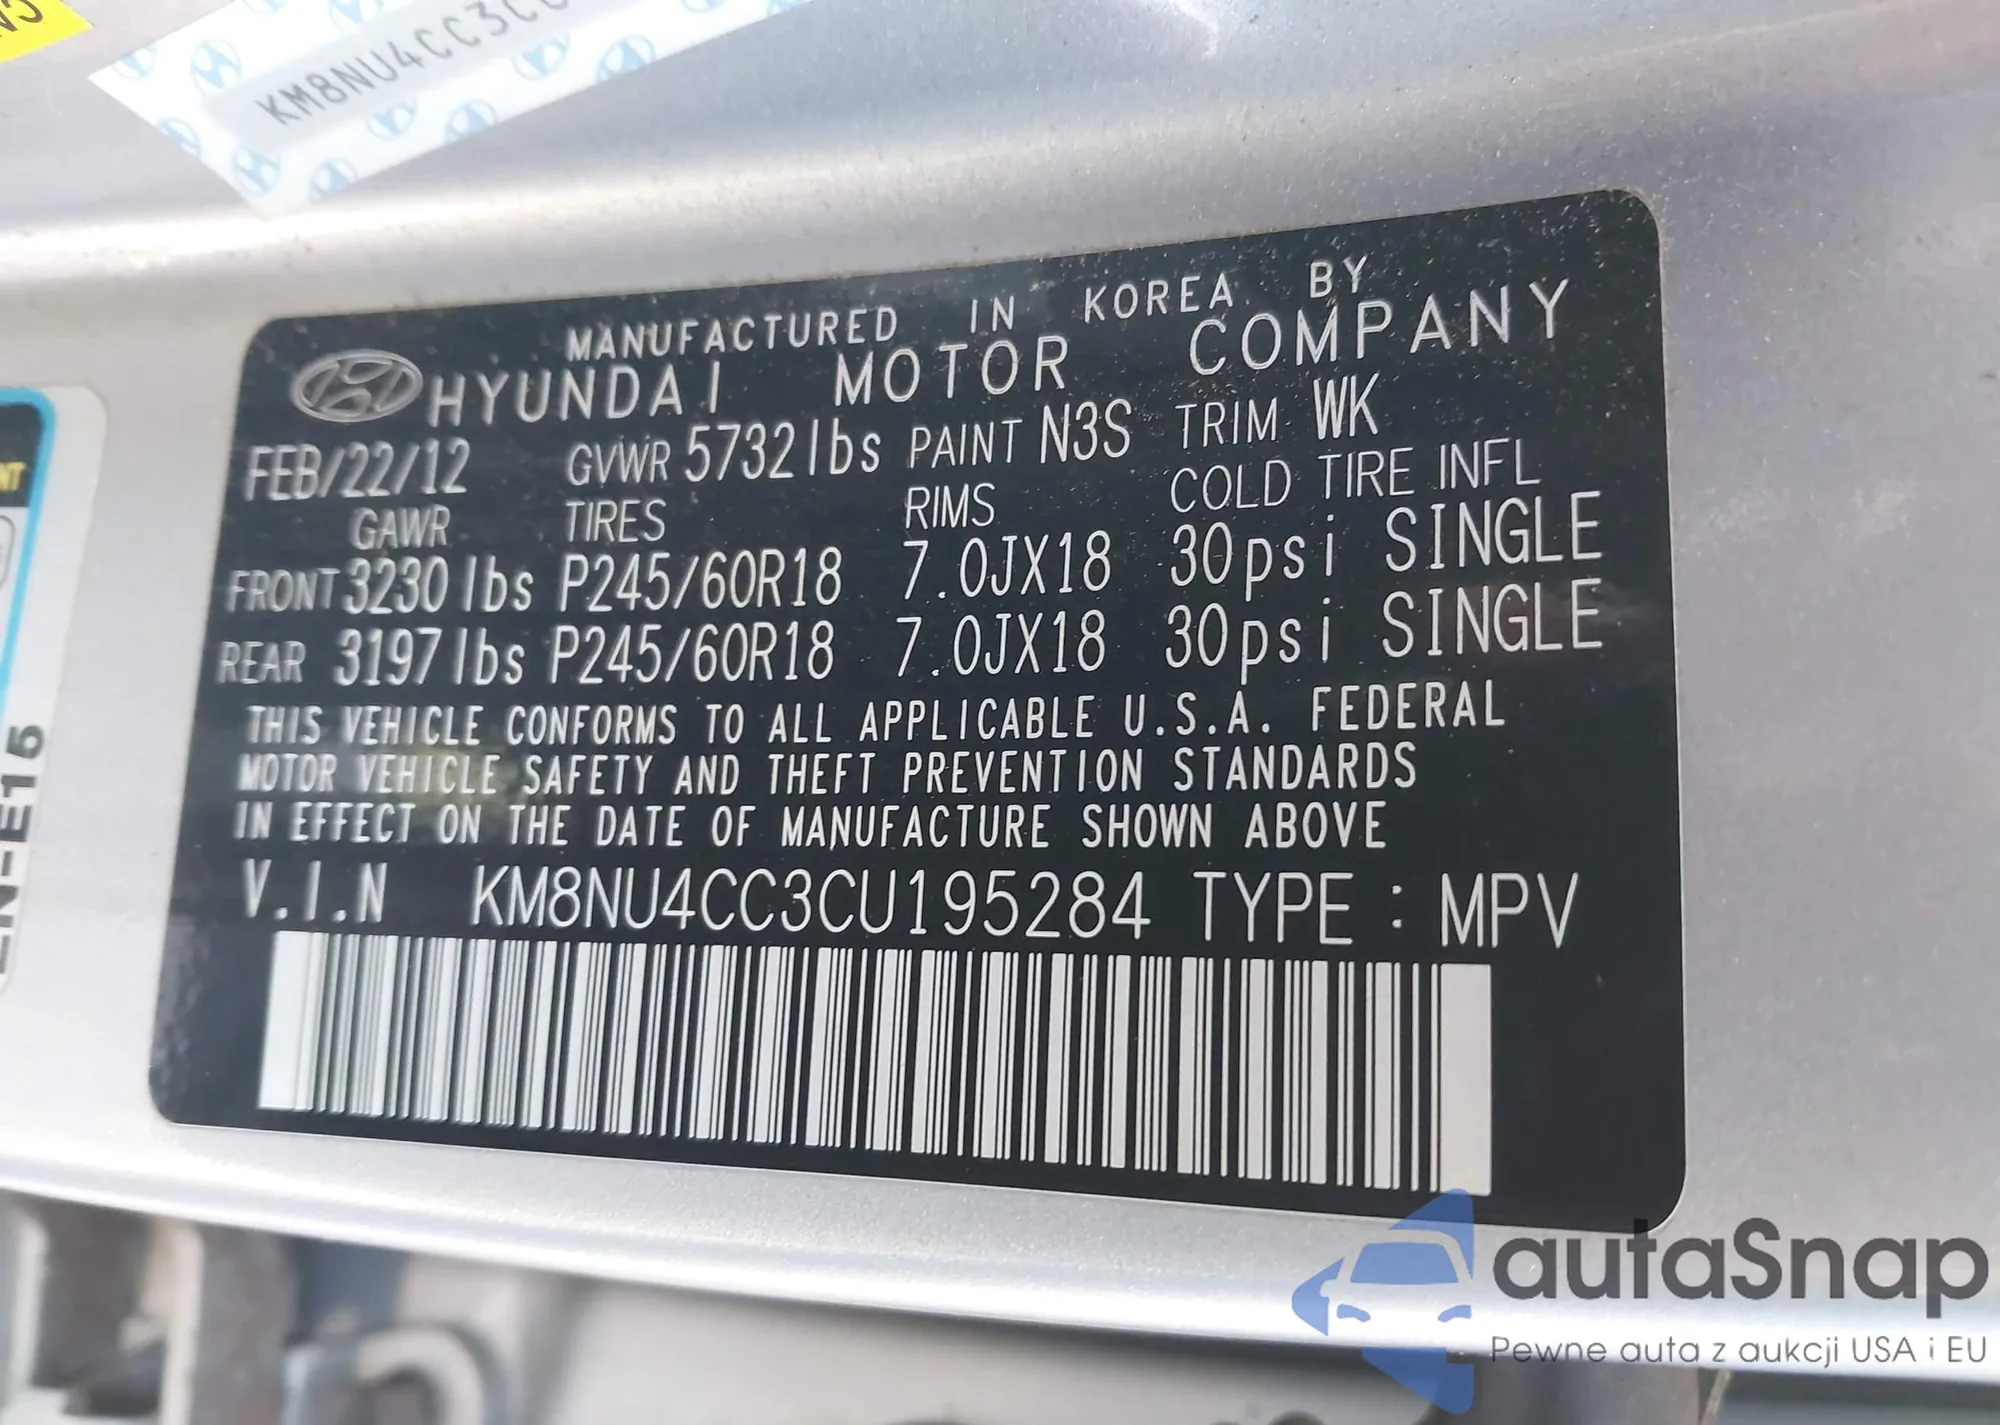 KM8NU4CC3C
MANUFACTURED IN KOREA BY
HYUNDAI MOTOR COMPANY
FEB/22/12 GVWR 5732lbs PAINT N3S TRIM WK
GAWR TIRES RIMS COLD TIRE INFL
FRONT 3230lbs P245/60R18 7.0JX18 30psi SINGLE
REAR 3197lbs P245/60R18 7.0JX18 30psi SINGLE
THIS VEHICLE CONFORMS TO ALL APPLICABLE U.S.A. FEDERAL
MOTOR VEHICLE SAFETY AND THEFT PREVENTION STANDARDS
IN EFFECT ON THE DATE OF MANUFACTURE SHOWN ABOVE
V.I.N KM8NU4CC3CU195284 TYPE : MPV
NT
autaSnap
Pewne auta z aukcji USA i EU